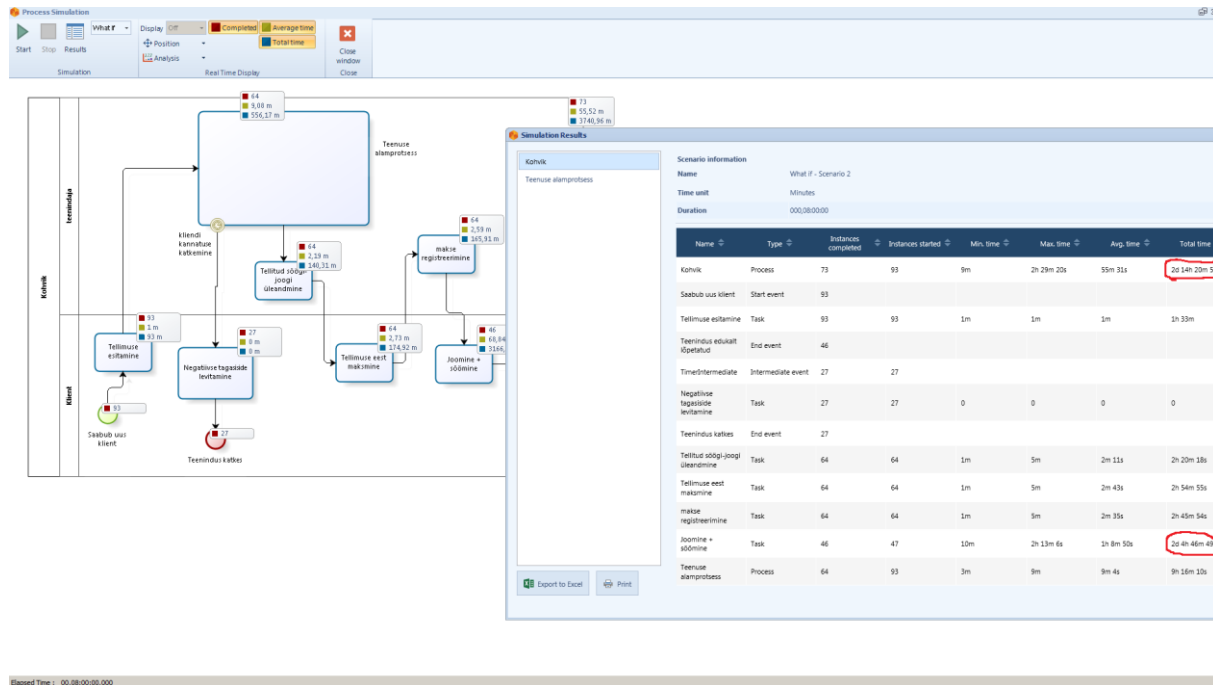 Process Simulation
What if
Display Off
Completed
Average time
Position
Total time
Analysis
Start
Stop
Results
Close window
Simulation
Real Time Display
Close
64
9,08 m
556,17 m
73
55,52 m
3740,96 m
Teenuse
alamprotsess
Kohvik
teenindaja
Klient
kliendi
kannatuse
katkemine
64
2,19 m
140,31 m
Tellitud söögi-
joogi
üleandmine
64
2,59 m
165,91 m
makse
registreerimine
93
1 m
93 m
Tellimuse
esitamine
27
0 m
0 m
Negatiivse tagasiside
levitamine
64
2,73 m
174,92 m
Tellimuse eest
maksmine
46
68,84
3166,
Joomine +
söömine
93
Saabub uus
klient
27
Teenindus katkes
Simulation Results
Kohvik
Teenuse alamprotsess
Export to Excel
Print
Scenario information
Name What if - Scenario 2
Time unit Minutes
Duration 000,08:00:00
Name Type Instances completed Instances started Min. time Max. time Avg. time Total time
Kohvik Process 73 93 9m 2h 29m 20s 55m 31s 2d 14h 20m 5
Saabub uus klient Start event 93
Tellimuse esitamine Task 93 93 1m 1m 1m 1h 33m
Teenindus edukalt lõpetatud End event 46
TimerIntermediate Intermediate event 27 27
Negatiivse tagasiside levitamine Task 27 27 0 0 0 0
Teenindus katkes End event 27
Tellitud söögi-joogi üleandmine Task 64 64 1m 5m 2m 11s 2h 20m 18s
Tellimuse eest maksmine Task 64 64 1m 5m 2m 43s 2h 54m 55s
makse registreerimine Task 64 64 1m 5m 2m 35s 2h 45m 54s
Joomine + söömine Task 46 47 10m 2h 13m 6s 1h 8m 50s 2d 4h 46m 49
Teenuse alamprotsess Process 64 93 3m 9m 9m 4s 9h 16m 10s
Elapsed Time : 00.08:00:00.000